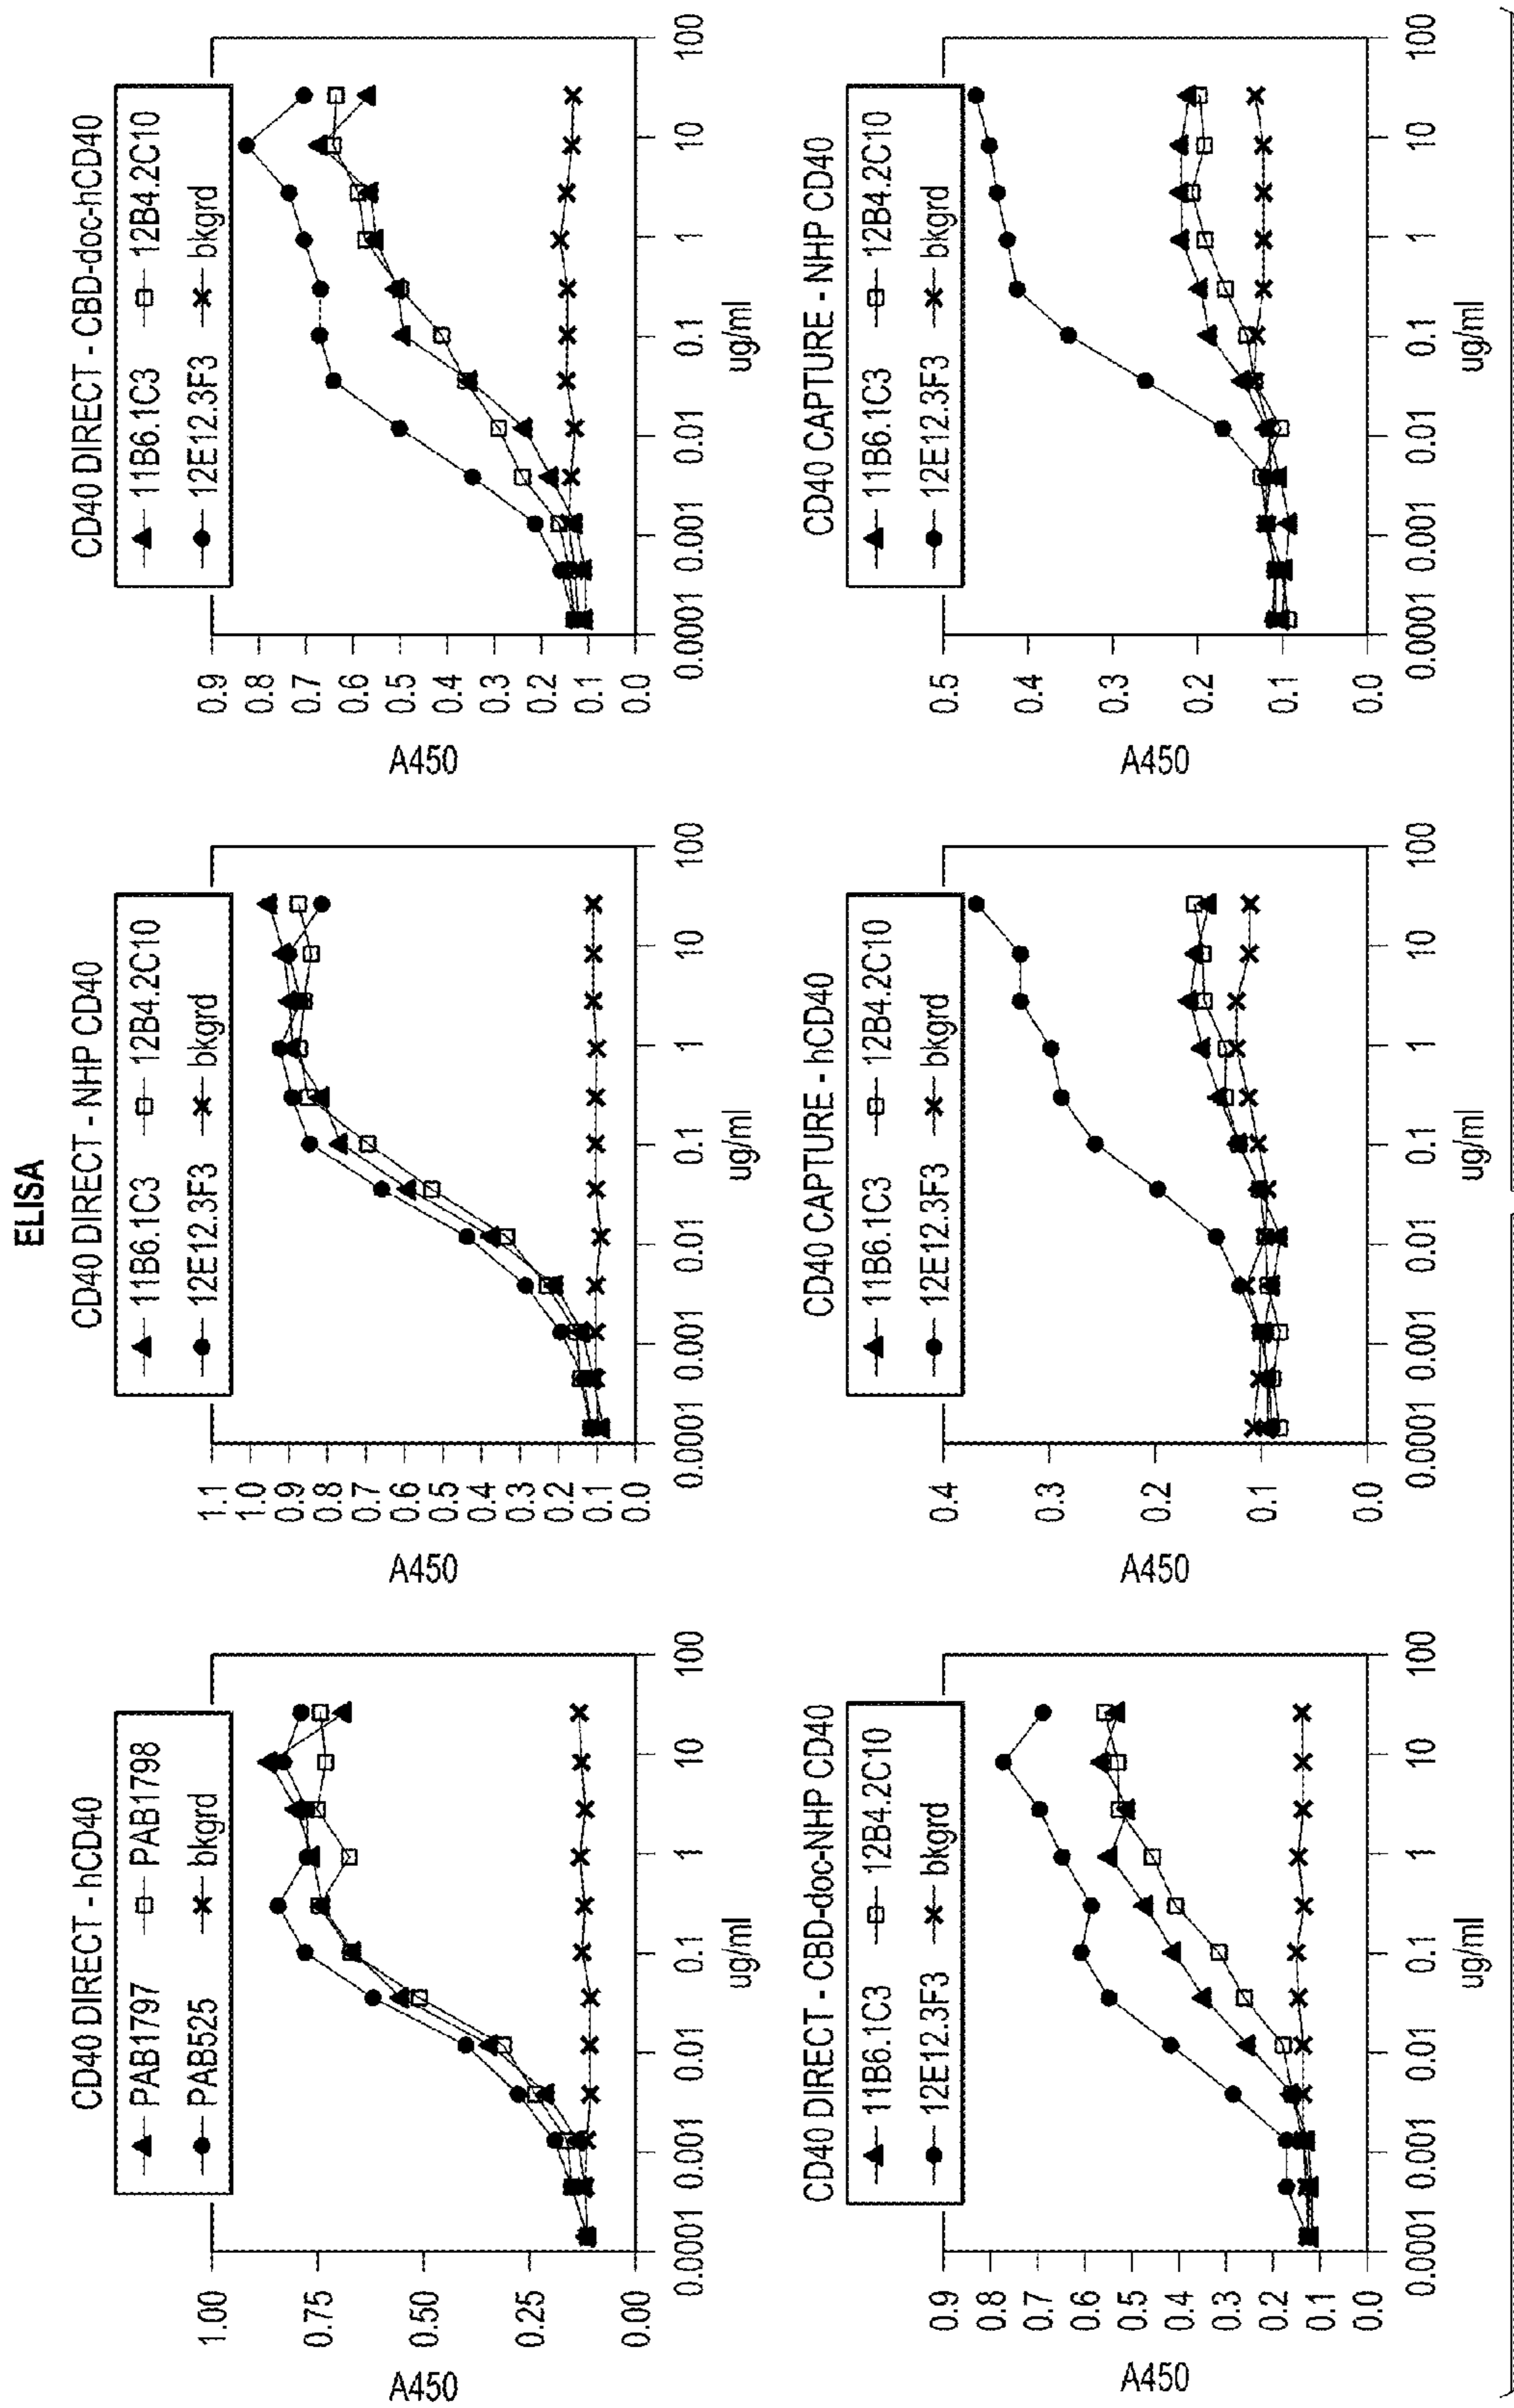 ELISA
CD40 DIRECT - hCD40
PAB1797 PAB1798
PAB525 bkgrd
1.00
0.75
0.50
0.25
0.00
A450
0.0001 0.001 0.01 0.1 1 10 100
ug/ml
CD40 DIRECT - NHP CD40
11B6.1C3 12B4.2C10
12E12.3F3 bkgrd
1.1
1.0
0.9
0.8
0.7
0.6
0.5
0.4
0.3
0.2
0.1
0.0
A450
0.0001 0.001 0.01 0.1 1 10 100
ug/ml
CD40 DIRECT - CBD-doc-hCD40
11B6.1C3 12B4.2C10
12E12.3F3 bkgrd
0.9
0.8
0.7
0.6
0.5
0.4
0.3
0.2
0.1
0.0
A450
0.0001 0.001 0.01 0.1 1 10 100
ug/ml
CD40 DIRECT - CBD-doc-NHP CD40
11B6.1C3 12B4.2C10
12E12.3F3 bkgrd
0.9
0.8
0.7
0.6
0.5
0.4
0.3
0.2
0.1
0.0
A450
0.0001 0.001 0.01 0.1 1 10 100
ug/ml
CD40 CAPTURE - hCD40
11B6.1C3 12B4.2C10
12E12.3F3 bkgrd
0.4
0.3
0.2
0.1
0.0
A450
0.0001 0.001 0.01 0.1 1 10 100
ug/ml
CD40 CAPTURE - NHP CD40
11B6.1C3 12B4.2C10
12E12.3F3 bkgrd
0.5
0.4
0.3
0.2
0.1
0.0
A450
0.0001 0.001 0.01 0.1 1 10 100
ug/ml